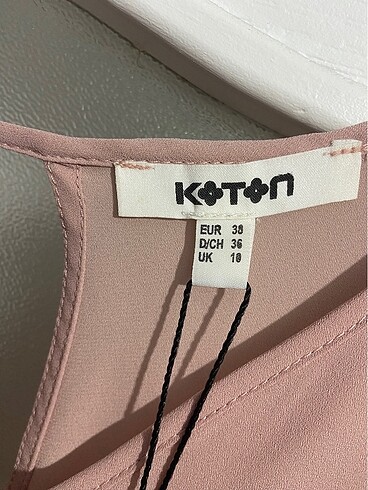 KOTON
EUR 38
D/CH 36
UK 10